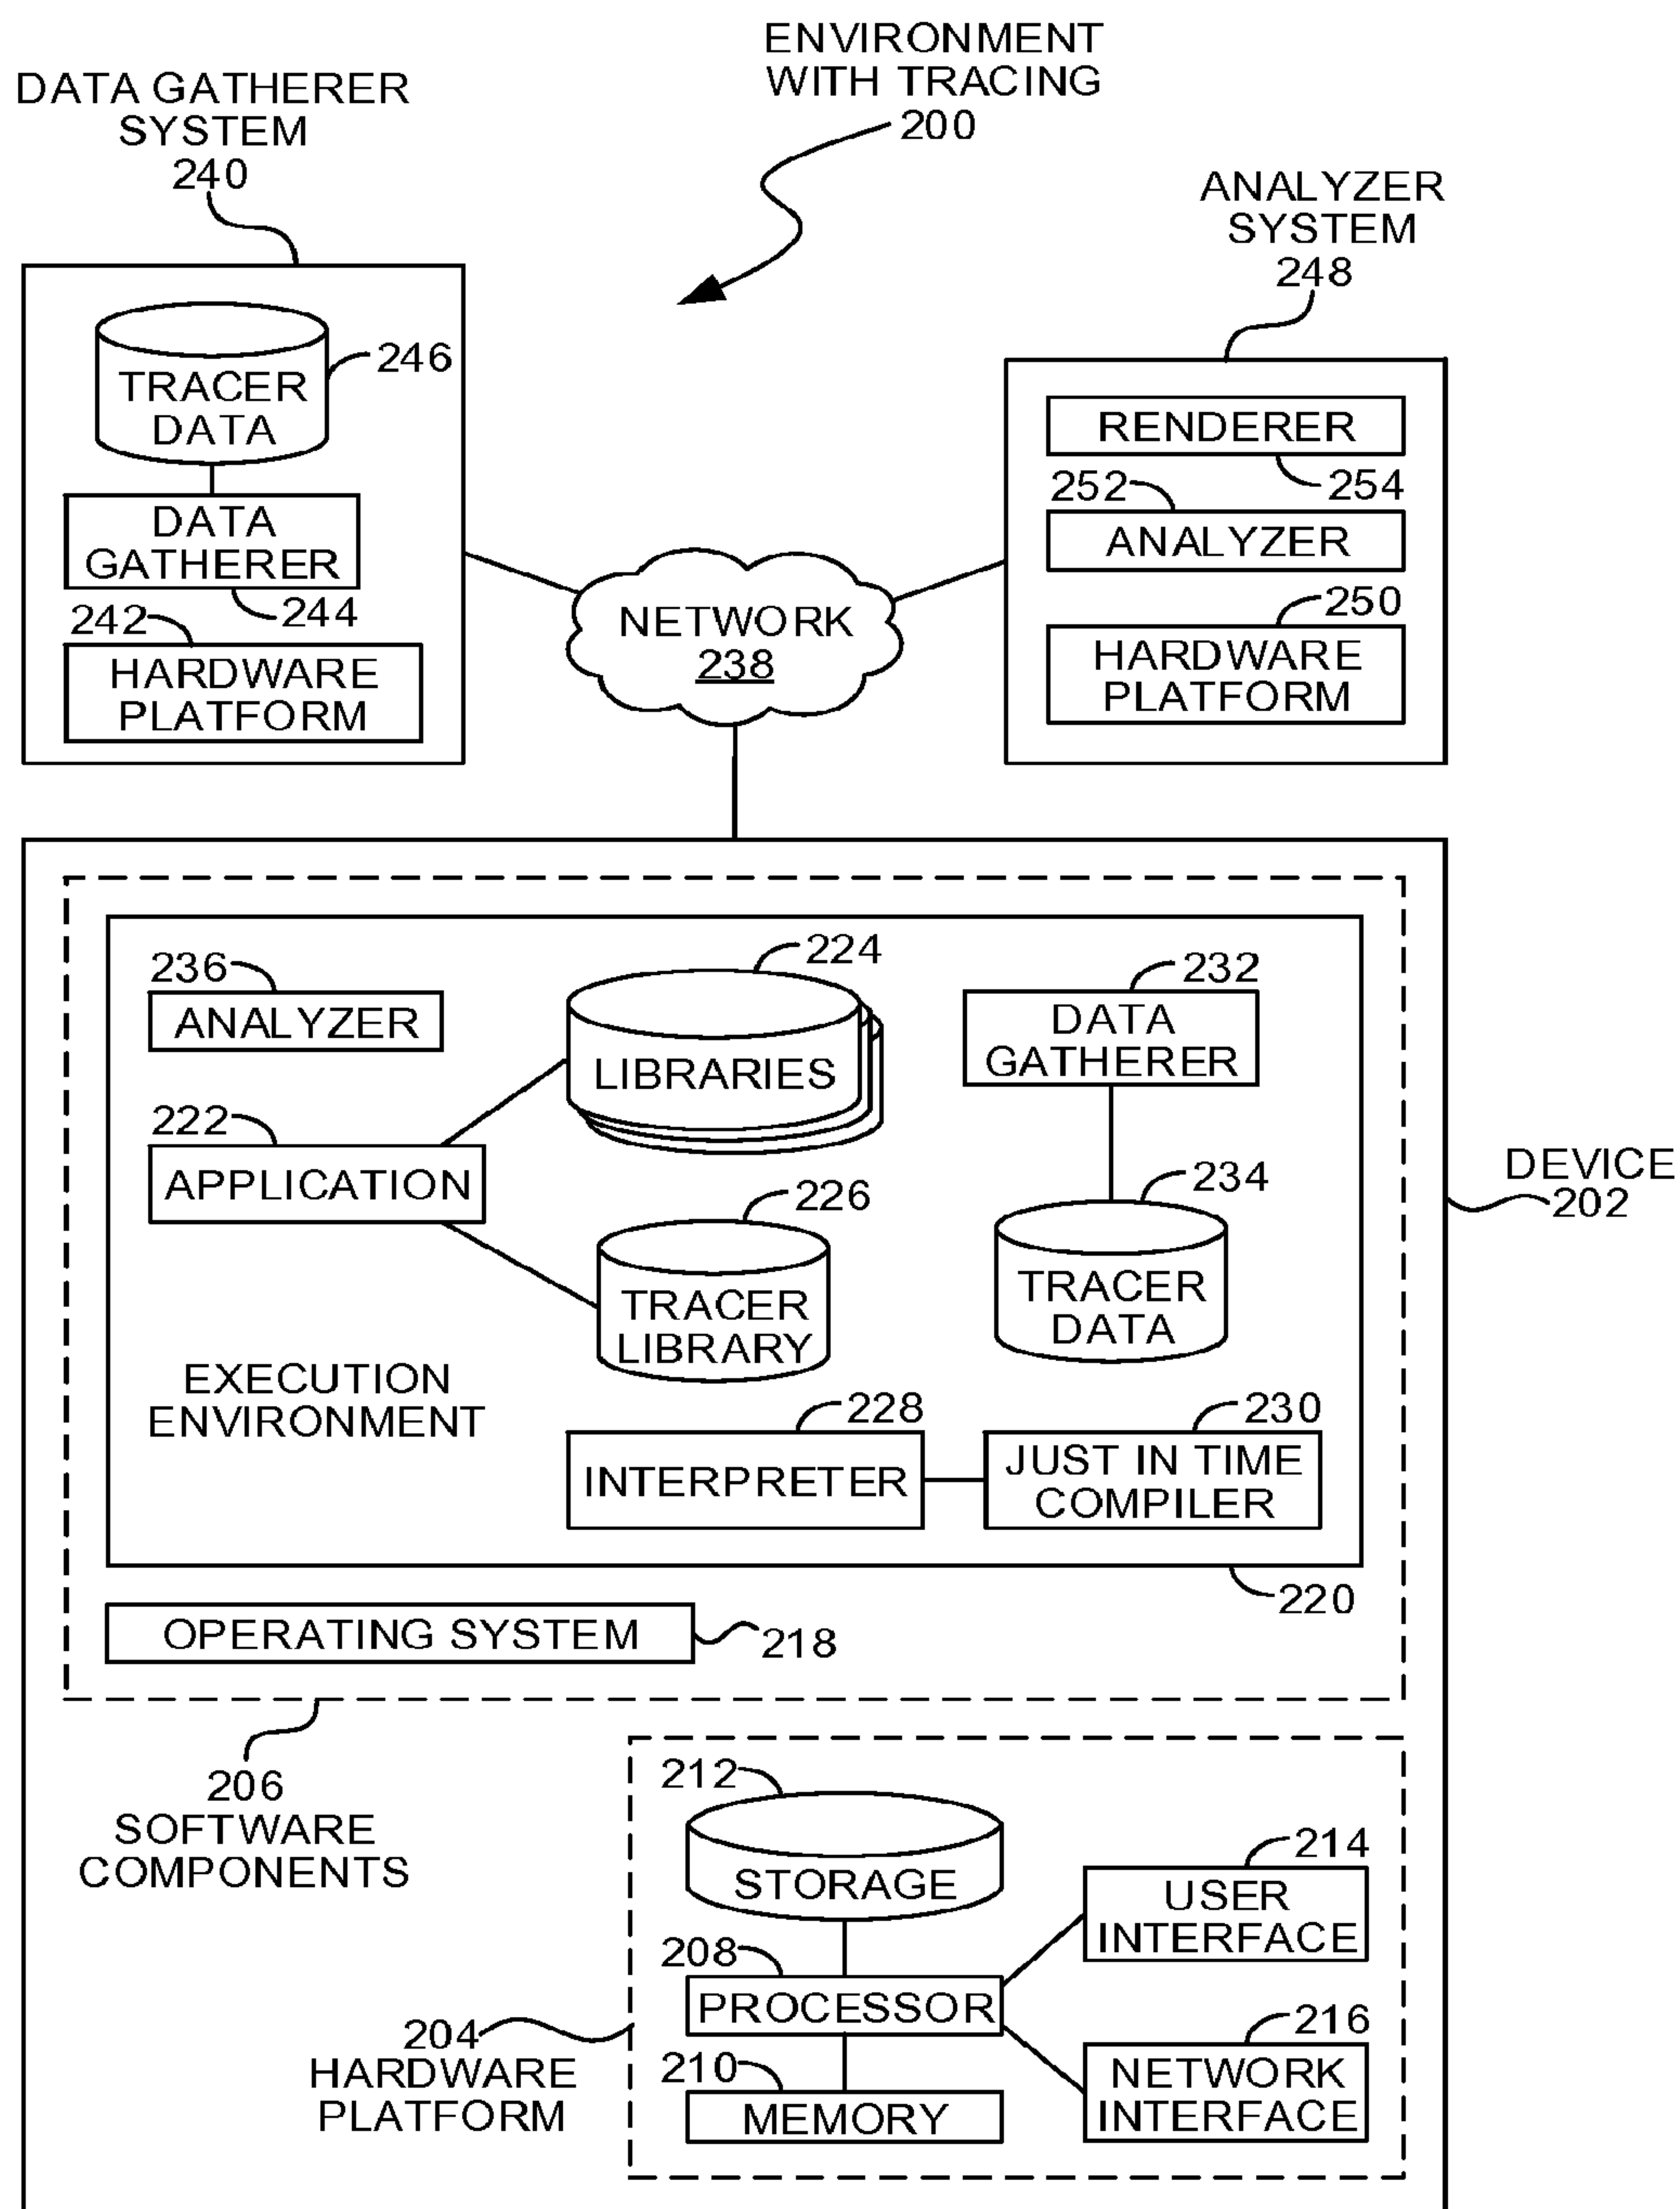 ENVIRONMENT
WITH TRACING
200
DATA GATHERER
SYSTEM
240
ANALYZER
SYSTEM
248
TRACER
DATA
246
DATA
GATHERER
244
242
HARDWARE
PLATFORM
NETWORK
238
RENDERER
254
252
ANALYZER
250
HARDWARE
PLATFORM
236
ANALYZER
224
LIBRARIES
232
DATA
GATHERER
222
APPLICATION
226
TRACER
LIBRARY
234
TRACER
DATA
DEVICE
202
EXECUTION
ENVIRONMENT
228
INTERPRETER
230
JUST IN TIME
COMPILER
220
OPERATING SYSTEM
218
206
SOFTWARE
COMPONENTS
212
STORAGE
214
USER
INTERFACE
208
PROCESSOR
204
HARDWARE
PLATFORM
210
MEMORY
216
NETWORK
INTERFACE